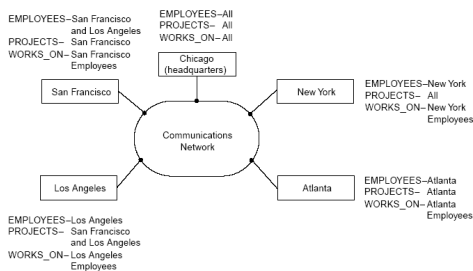 EMPLOYEES–San Francisco
and Los Angeles
PROJECTS– San Francisco
WORKS_ON–San Francisco
Employees
EMPLOYEES–All
PROJECTS– All
WORKS_ON–All
Chicago
(headquarters)
San Francisco
New York
EMPLOYEES–New York
PROJECTS– All
WORKS_ON–New York
Employees
Communications
Network
Los Angeles
Atlanta
EMPLOYEES–Atlanta
PROJECTS– Atlanta
WORKS_ON–Atlanta
Employees
EMPLOYEES–Los Angeles
PROJECTS– San Francisco
and Los Angeles
WORKS_ON–Los Angeles
Employees